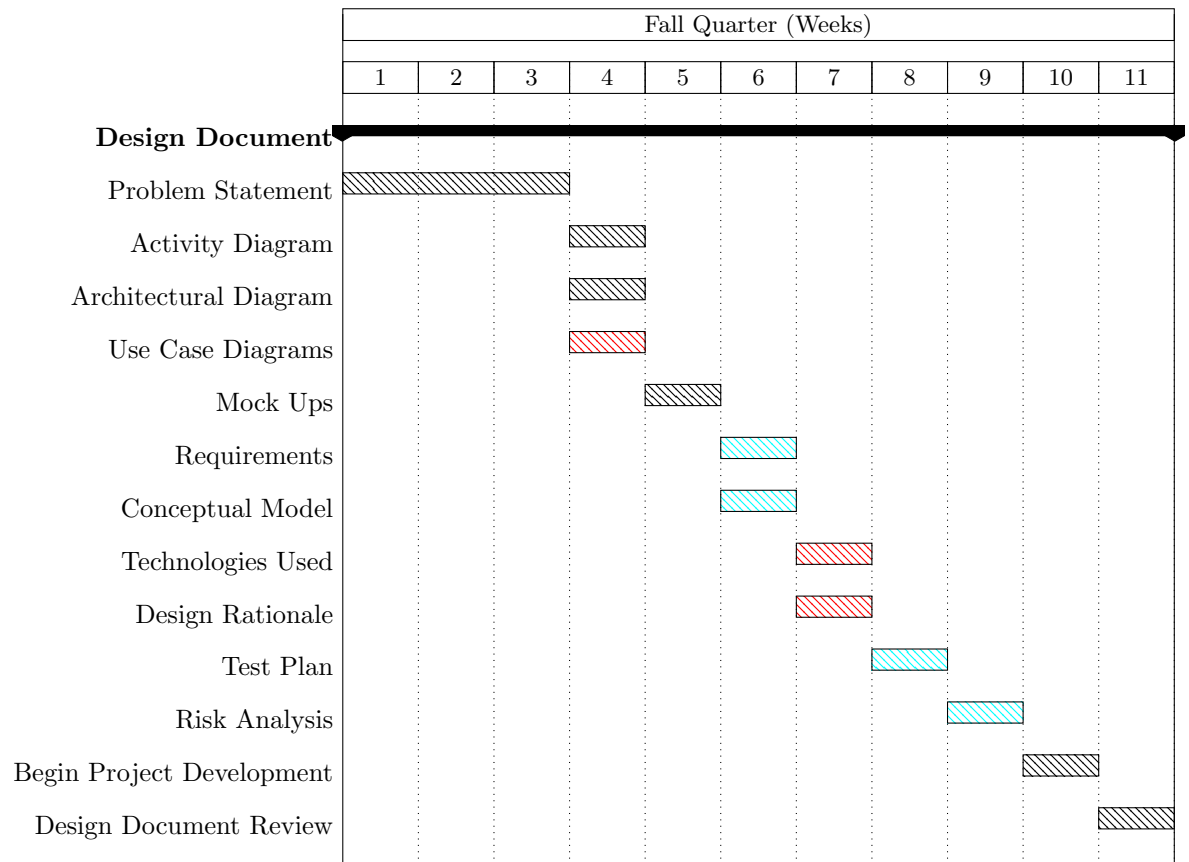 Fall Quarter (Weeks)
1 2 3 4 5 6 7 8 9 10 11
Design Document
Problem Statement
Activity Diagram
Architectural Diagram
Use Case Diagrams
Mock Ups
Requirements
Conceptual Model
Technologies Used
Design Rationale
Test Plan
Risk Analysis
Begin Project Development
Design Document Review